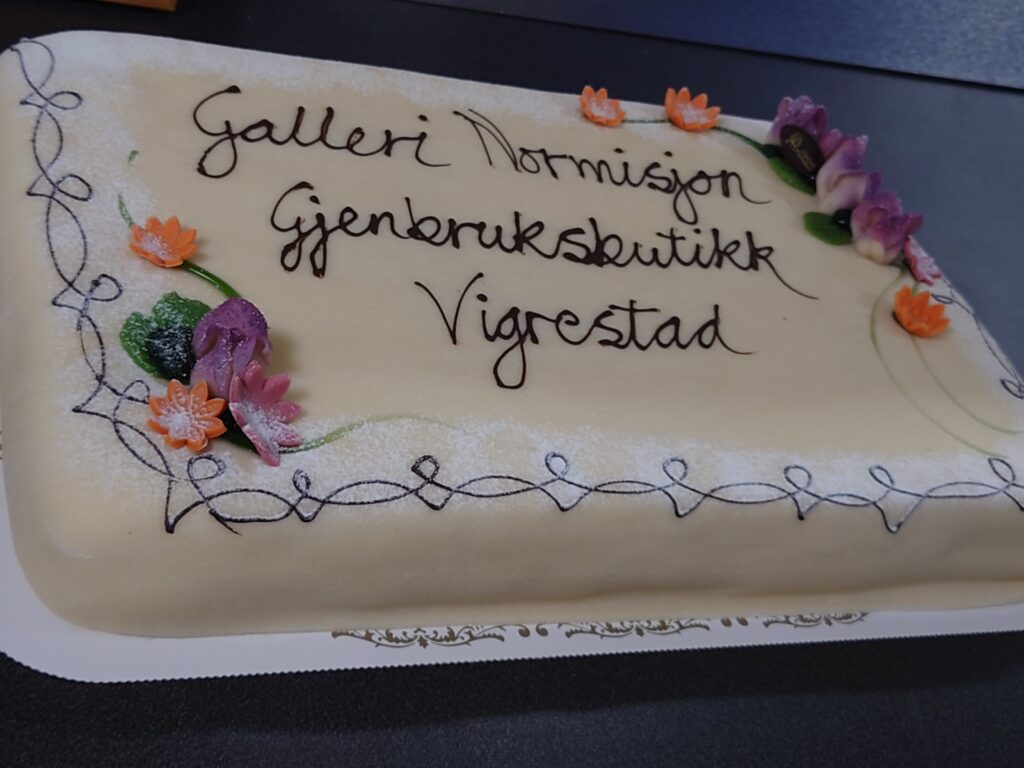 Galleri Normisjon
Gjenbruksbutikk
Vigrestad